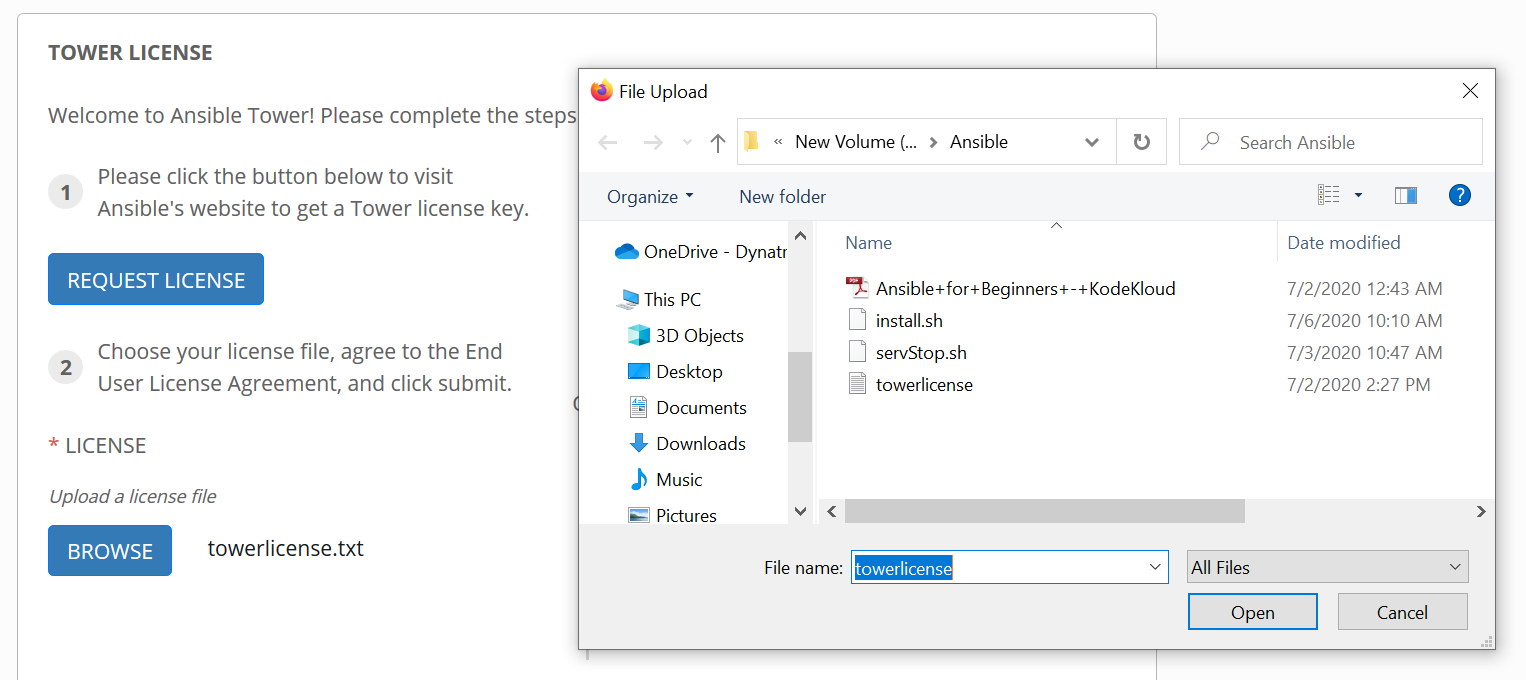 TOWER LICENSE
Welcome to Ansible Tower! Please complete the steps
1
Please click the button below to visit
Ansible's website to get a Tower license key.
REQUEST LICENSE
2
Choose your license file, agree to the End
User License Agreement, and click submit.
* LICENSE
Upload a license file
BROWSE
towerlicense.txt
File Upload
« New Volume (... > Ansible
Search Ansible
Organize
New folder
?
OneDrive -
This PC
3D Objects
Desktop
Documents
Downloads
Music
Pictures
Name
Date modified
Ansible+for+Beginners+-+KodeKloud
7/2/2020 12:43 AM
install.sh
7/6/2020 10:10 AM
servStop.sh
7/3/2020 10:47 AM
towerlicense
7/2/2020 2:27 PM
File name:
towerlicense
All Files
Open
Cancel